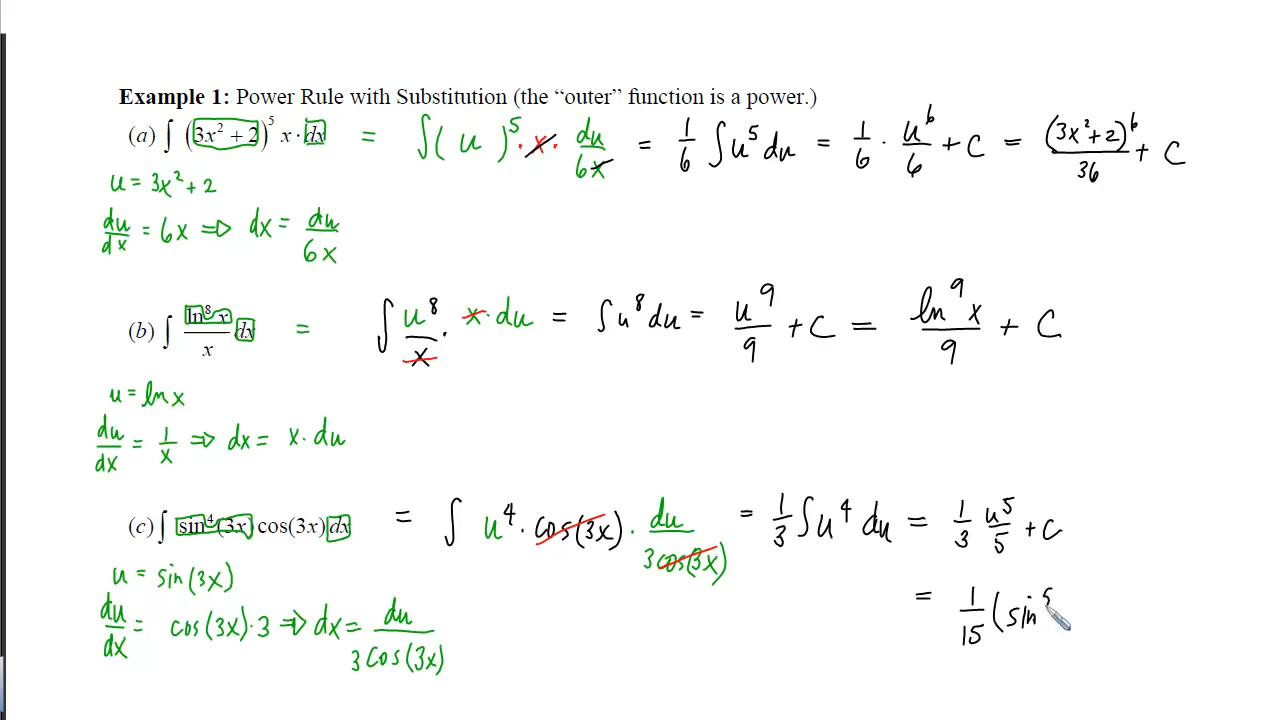 Example 1: Power Rule with Substitution (the “outer” function is a power.)
(a) ∫ (3x² + 2)⁵ x · dx = ∫( u )⁵ · x · du/6x = 1/6 ∫u⁵ du = 1/6 · u⁶/6 + C = (3x²+2)⁶/36 + C
u = 3x² + 2
du/dx = 6x ⇒ dx = du/6x
(b) ∫ ln⁸ x/x dx = ∫ u⁸/x · x · du = ∫u⁸ du = u⁹/9 + C = ln⁹ x/9 + C
u = ln x
du/dx = 1/x ⇒ dx = x · du
(c) ∫ sin⁴ (3x) cos(3x) dx = ∫ u⁴ · cos(3x) · du/3cos(3x) = 1/3 ∫u⁴ du = 1/3 u⁵/5 + C
u = sin(3x)
= 1/15 (sin⁵
du/dx = cos(3x)·3 ⇒ dx = du/3cos(3x)